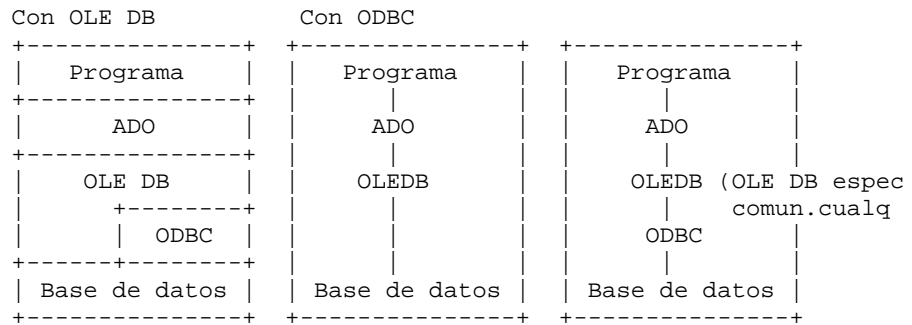 Con OLE DB Con ODBC
Programa Programa Programa
ADO ADO ADO
OLE DB OLEDB OLEDB (OLE DB espec
comun.cualq
ODBC ODBC
Base de datos Base de datos Base de datos